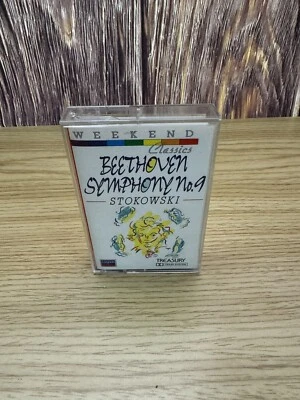 WEEKEND
Classics
BEETHOVEN
SYMPHONY No.9
STOKOWSKI
TREASURY